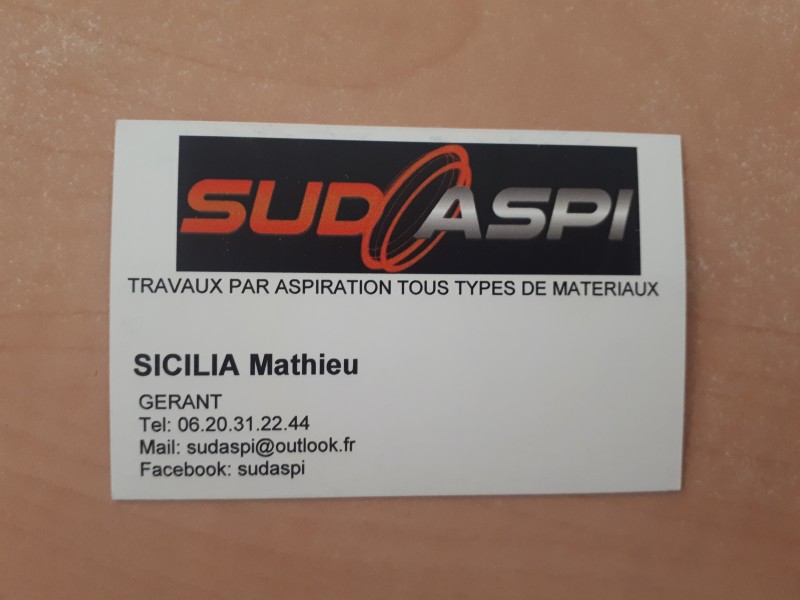 SUD ASPI
TRAVAUX PAR ASPIRATION TOUS TYPES DE MATERIAUX
SICILIA Mathieu
GERANT
Tel: 06.20.31.22.44
Mail: sudaspi@outlook.fr
Facebook: sudaspi